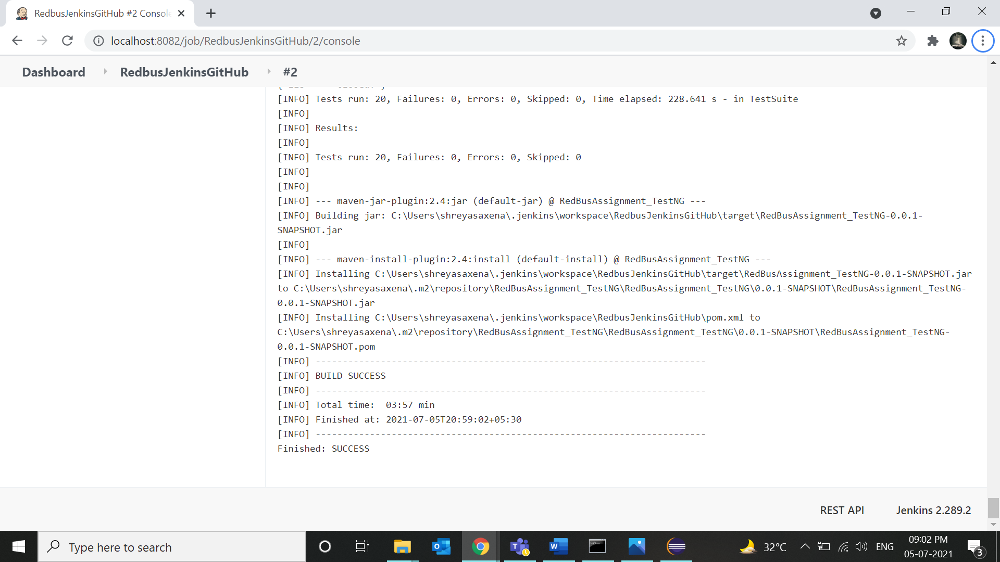 RedbusJenkinsGitHub #2 Console
localhost:8082/job/RedbusJenkinsGitHub/2/console
Dashboard RedbusJenkinsGitHub #2
[INFO] Tests run: 20, Failures: 0, Errors: 0, Skipped: 0, Time elapsed: 228.641 s - in TestSuite
[INFO]
[INFO] Results:
[INFO]
[INFO] Tests run: 20, Failures: 0, Errors: 0, Skipped: 0
[INFO]
[INFO]
[INFO] --- maven-jar-plugin:2.4:jar (default-jar) @ RedBusAssignment_TestNG ---
[INFO] Building jar: C:\Users\shreyasaxena\.jenkins\workspace\RedbusJenkinsGitHub\target\RedBusAssignment_TestNG-0.0.1-
SNAPSHOT.jar
[INFO]
[INFO] --- maven-install-plugin:2.4:install (default-install) @ RedBusAssignment_TestNG ---
[INFO] Installing C:\Users\shreyasaxena\.jenkins\workspace\RedbusJenkinsGitHub\target\RedBusAssignment_TestNG-0.0.1-SNAPSHOT.jar
to C:\Users\shreyasaxena\.m2\repository\RedBusAssignment_TestNG\RedBusAssignment_TestNG\0.0.1-SNAPSHOT\RedBusAssignment_TestNG-
0.0.1-SNAPSHOT.jar
[INFO] Installing C:\Users\shreyasaxena\.jenkins\workspace\RedbusJenkinsGitHub\pom.xml to
C:\Users\shreyasaxena\.m2\repository\RedBusAssignment_TestNG\RedBusAssignment_TestNG\0.0.1-SNAPSHOT\RedBusAssignment_TestNG-
0.0.1-SNAPSHOT.pom
[INFO] ------------------------------------------------------------------------
[INFO] BUILD SUCCESS
[INFO] ------------------------------------------------------------------------
[INFO] Total time:  03:57 min
[INFO] Finished at: 2021-07-05T20:59:02+05:30
[INFO] ------------------------------------------------------------------------
Finished: SUCCESS
REST API Jenkins 2.289.2
Type here to search
32°C ENG
09:02 PM
05-07-2021
3